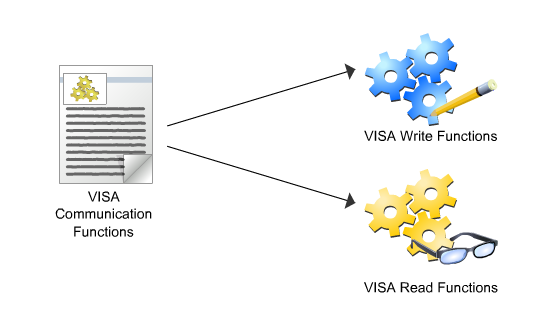 VISA Write Functions
VISA
Communication
Functions
VISA Read Functions